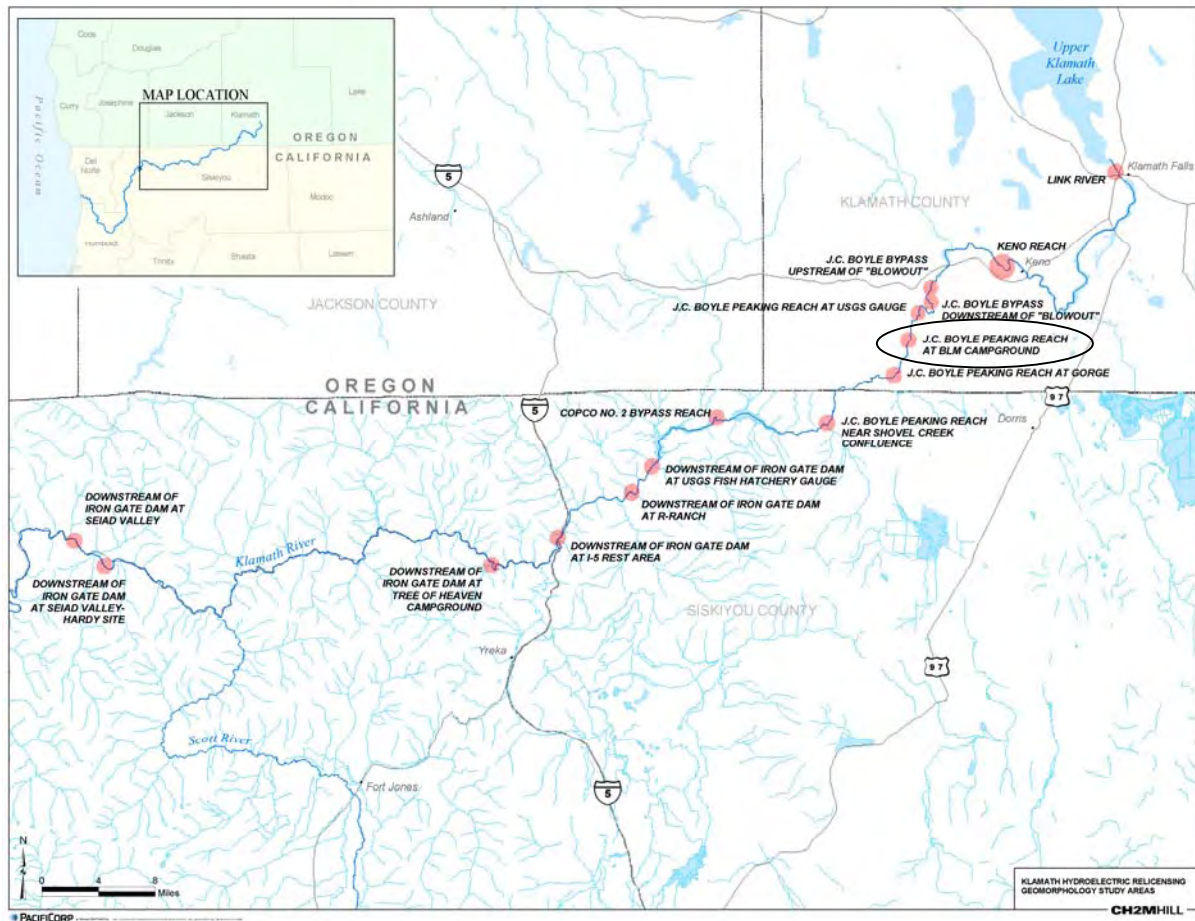 Coos
Douglas
MAP LOCATION
Curry
Josephine
Jackson
Klamath
Lake
OREGON
CALIFORNIA
Pacific Ocean
Del
Norte
Siskiyou
Modoc
Humboldt
Trinity
Shasta
Lassen
Upper
Klamath
Lake
5
Ashland
LINK RIVER
Klamath Falls
KLAMATH COUNTY
KENO REACH
Keno
J.C. BOYLE BYPASS
UPSTREAM OF "BLOWOUT"
JACKSON COUNTY
J.C. BOYLE PEAKING REACH AT USGS GAUGE
J.C. BOYLE BYPASS
DOWNSTREAM OF "BLOWOUT"
J.C. BOYLE PEAKING REACH
AT BLM CAMPGROUND
J.C. BOYLE PEAKING REACH AT GORGE
OREGON
CALIFORNIA
5
97
COPCO NO. 2 BYPASS REACH
Dorris
J.C. BOYLE PEAKING REACH
NEAR SHOVEL CREEK
CONFLUENCE
DOWNSTREAM OF IRON GATE DAM
AT USGS FISH HATCHERY GAUGE
DOWNSTREAM OF IRON GATE DAM
AT R-RANCH
DOWNSTREAM OF
IRON GATE DAM AT
SEIAD VALLEY
Klamath River
DOWNSTREAM OF IRON GATE DAM
AT I-5 REST AREA
DOWNSTREAM OF
IRON GATE DAM
AT SEIAD VALLEY-
HARDY SITE
DOWNSTREAM OF
IRON GATE DAM AT
TREE OF HEAVEN
CAMPGROUND
SISKIYOU COUNTY
Yreka
97
Scott River
Fort Jones
5
N
0 4 8
Miles
KLAMATH HYDROELECTRIC RELICENSING
GEOMORPHOLOGY STUDY AREAS
PACIFICORP
CH2MHILL